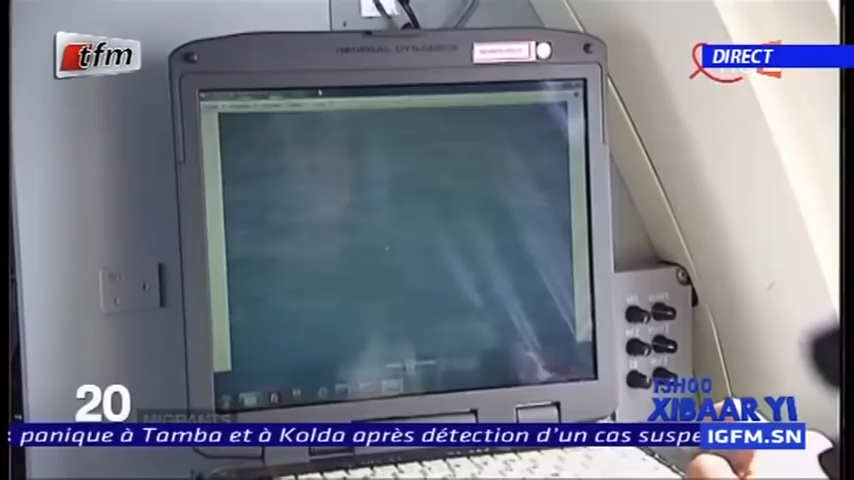 tfm
GENERAL DYNAMICS
DIRECT
20
MIGRANTS
13H00
XIBAAR YI
: panique à Tamba et à Kolda après détection d'un cas suspe
IGFM.SN